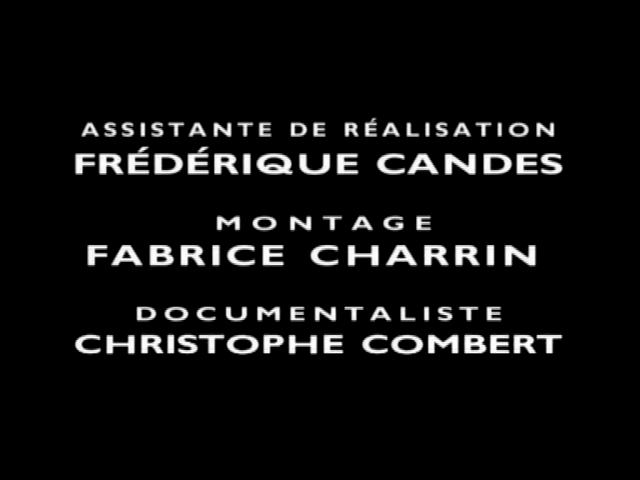 ASSISTANTE DE RÉALISATION
FRÉDÉRIQUE CANDES
MONTAGE
FABRICE CHARRIN
DOCUMENTALISTE
CHRISTOPHE COMBERT